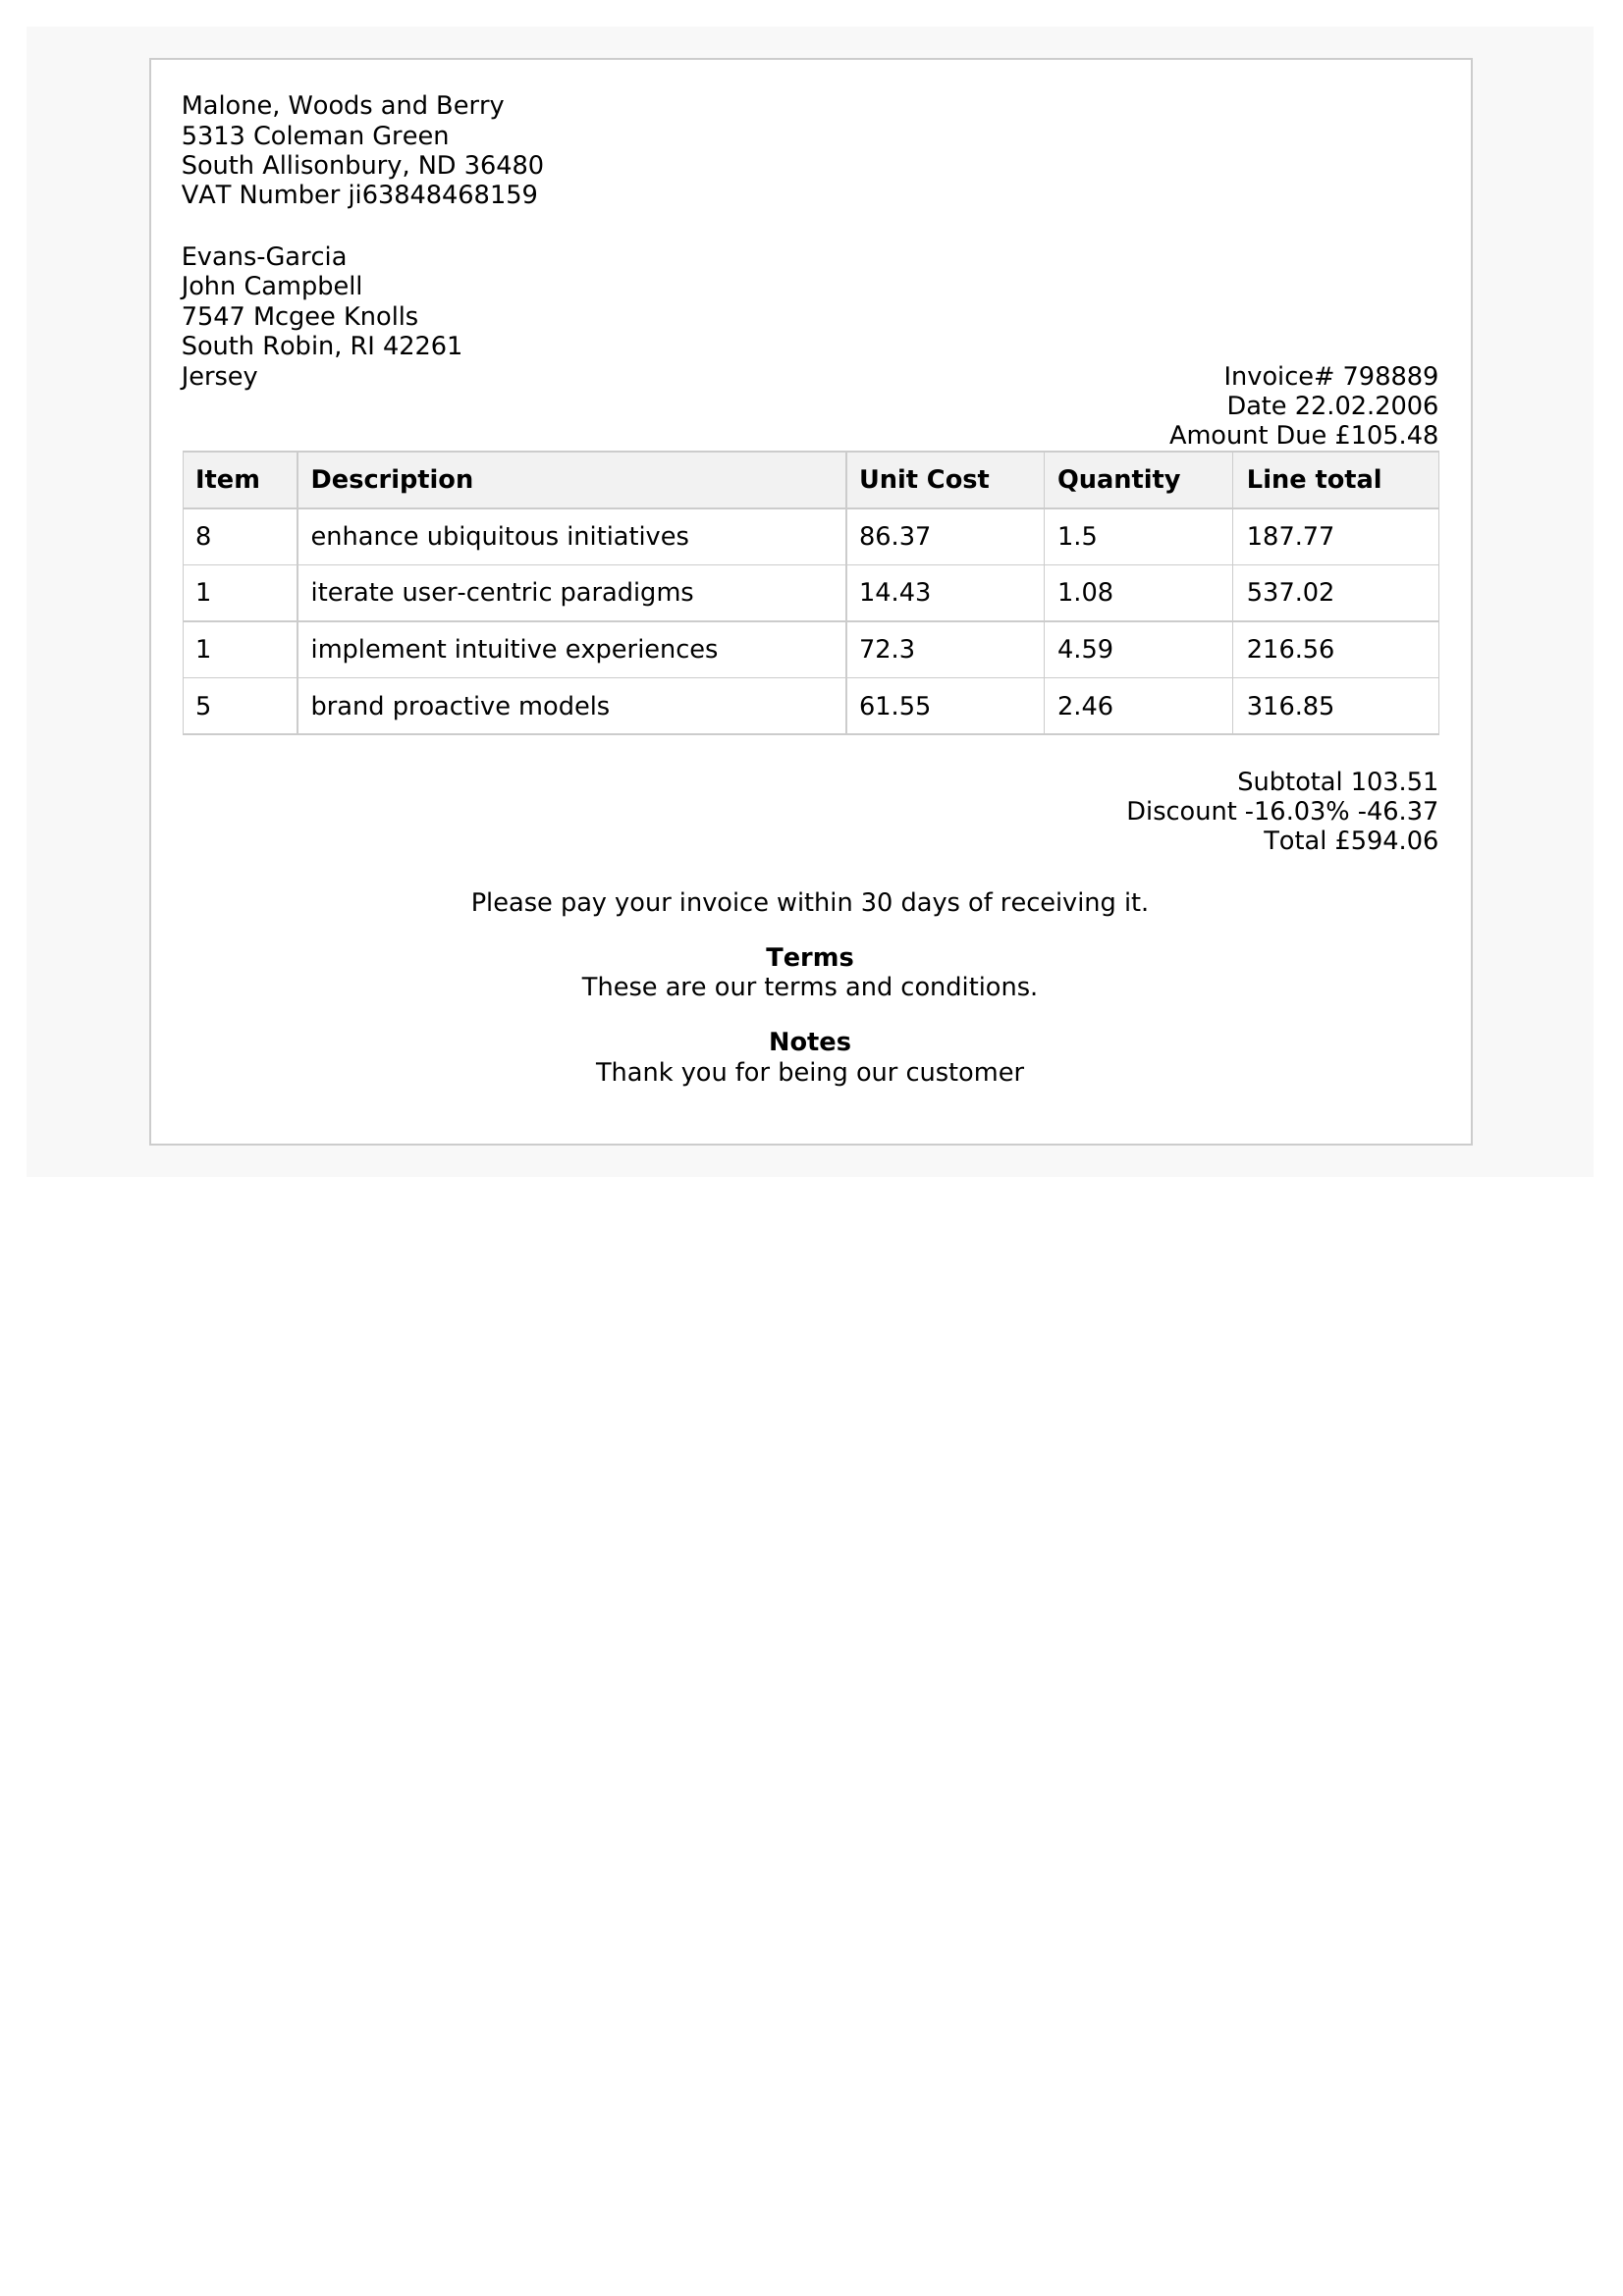 Malone, Woods and Berry
5313 Coleman Green
South Allisonbury, ND 36480
VAT Number ji63848468159
Evans-Garcia
John Campbell
7547 Mcgee Knolls
South Robin, RI 42261
Jersey
Invoice# 798889
Date 22.02.2006
Amount Due £105.48
Item Description Unit Cost Quantity Line total
8 enhance ubiquitous initiatives 86.37 1.5 187.77
1 iterate user-centric paradigms 14.43 1.08 537.02
1 implement intuitive experiences 72.3 4.59 216.56
5 brand proactive models 61.55 2.46 316.85
Subtotal 103.51
Discount -16.03% -46.37
Total £594.06
Please pay your invoice within 30 days of receiving it.
Terms
These are our terms and conditions.
Notes
Thank you for being our customer